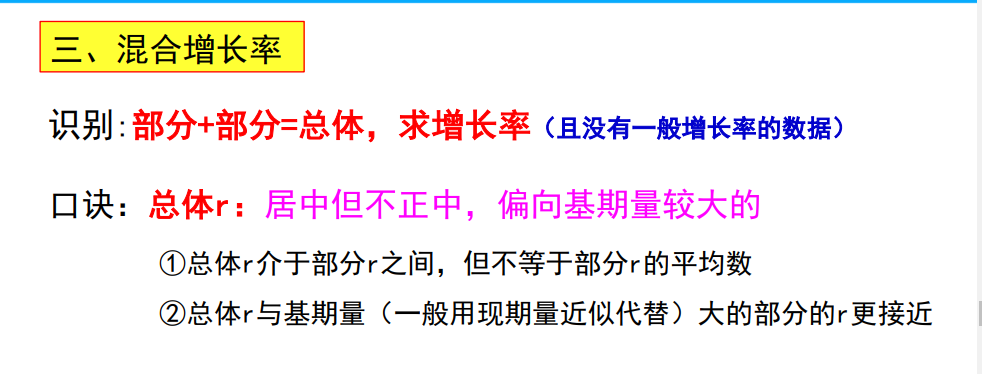 三、混合增长率
识别:部分+部分=总体，求增长率（且没有一般增长率的数据）
口诀：总体r：居中但不正中，偏向基期量较大的
①总体r介于部分r之间，但不等于部分r的平均数
②总体r与基期量（一般用现期量近似代替）大的部分的r更接近